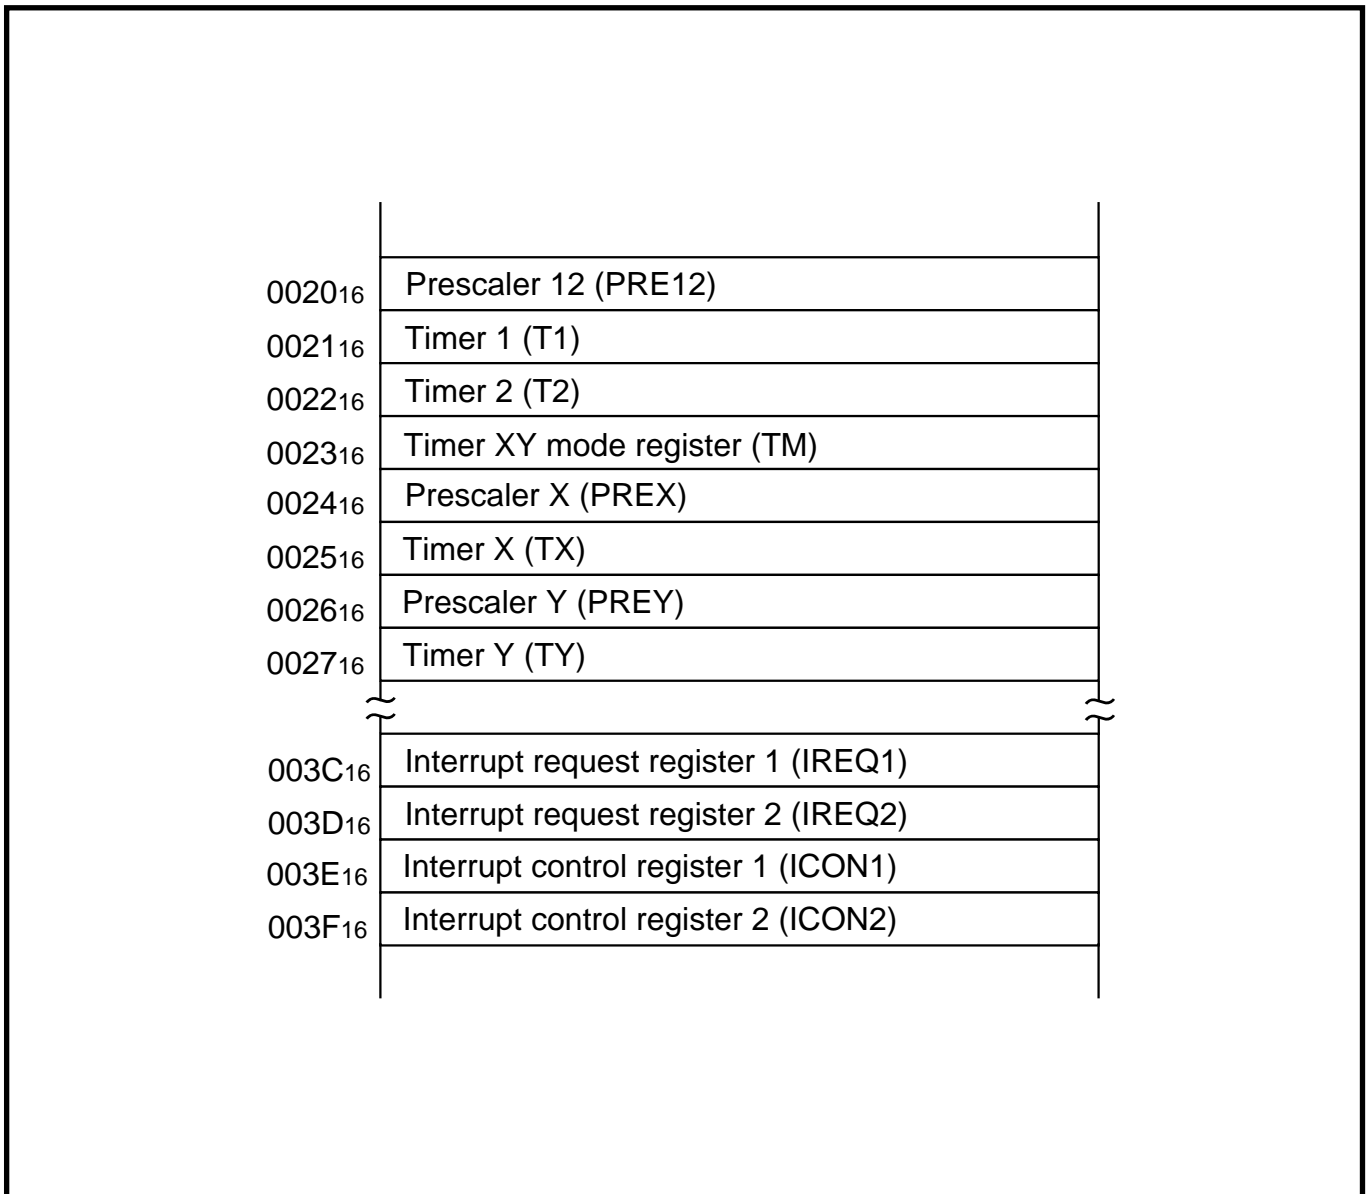 002016 Prescaler 12 (PRE12)
002116 Timer 1 (T1)
002216 Timer 2 (T2)
002316 Timer XY mode register (TM)
002416 Prescaler X (PREX)
002516 Timer X (TX)
002616 Prescaler Y (PREY)
002716 Timer Y (TY)
003C16 Interrupt request register 1 (IREQ1)
003D16 Interrupt request register 2 (IREQ2)
003E16 Interrupt control register 1 (ICON1)
003F16 Interrupt control register 2 (ICON2)